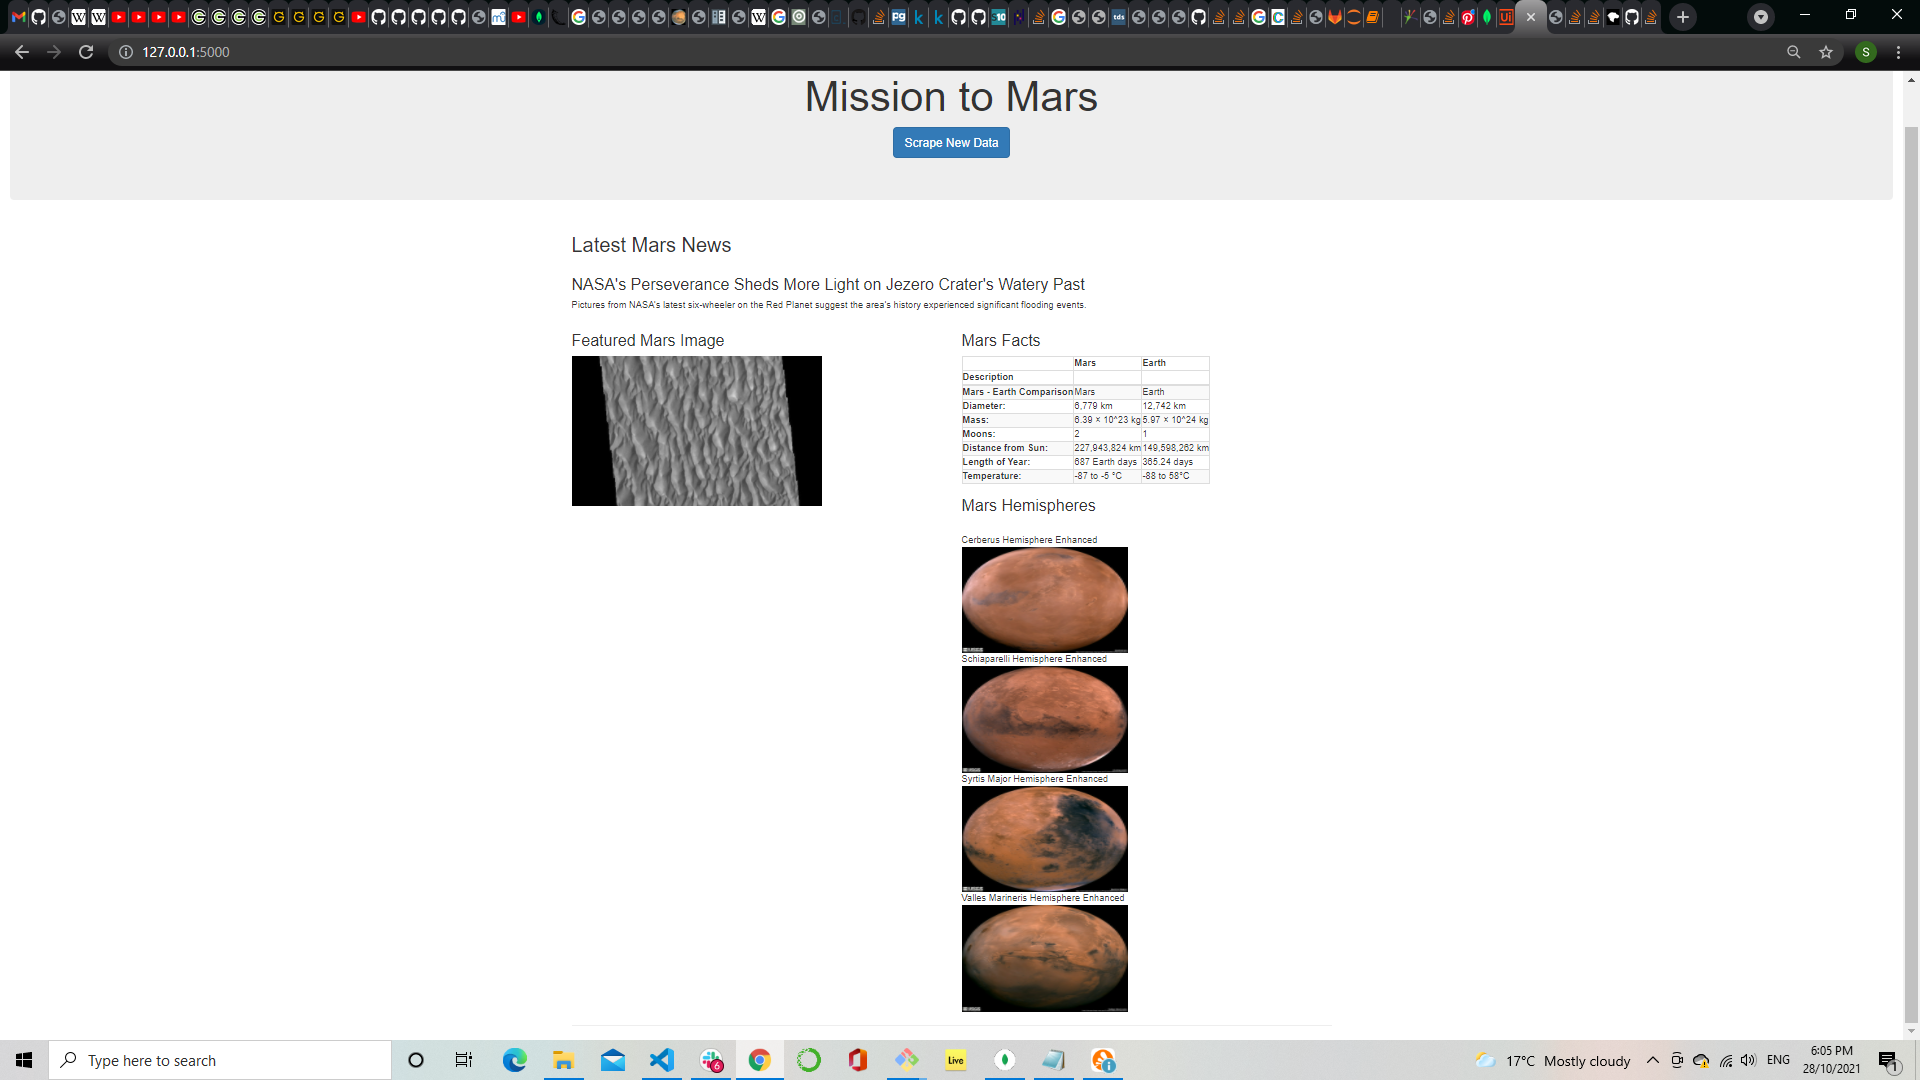 127.0.0.1:5000
S
Mission to Mars
Scrape New Data
Latest Mars News
NASA's Perseverance Sheds More Light on Jezero Crater's Watery Past
Pictures from NASA's latest six-wheeler on the Red Planet suggest the area's history experienced significant flooding events.
Featured Mars Image
Mars Facts
Mars Earth
Description
Mars - Earth Comparison Mars Earth
Diameter: 6,779 km 12,742 km
Mass: 6.39 × 10^23 kg 5.97 × 10^24 kg
Moons: 2 1
Distance from Sun: 227,943,824 km 149,598,262 km
Length of Year: 687 Earth days 365.24 days
Temperature: -87 to -5 °C -88 to 58°C
Mars Hemispheres
Cerberus Hemisphere Enhanced
Schiaparelli Hemisphere Enhanced
Syrtis Major Hemisphere Enhanced
Valles Marineris Hemisphere Enhanced
Type here to search
6
Live
17°C Mostly cloudy
ENG
6:05 PM
28/10/2021
1